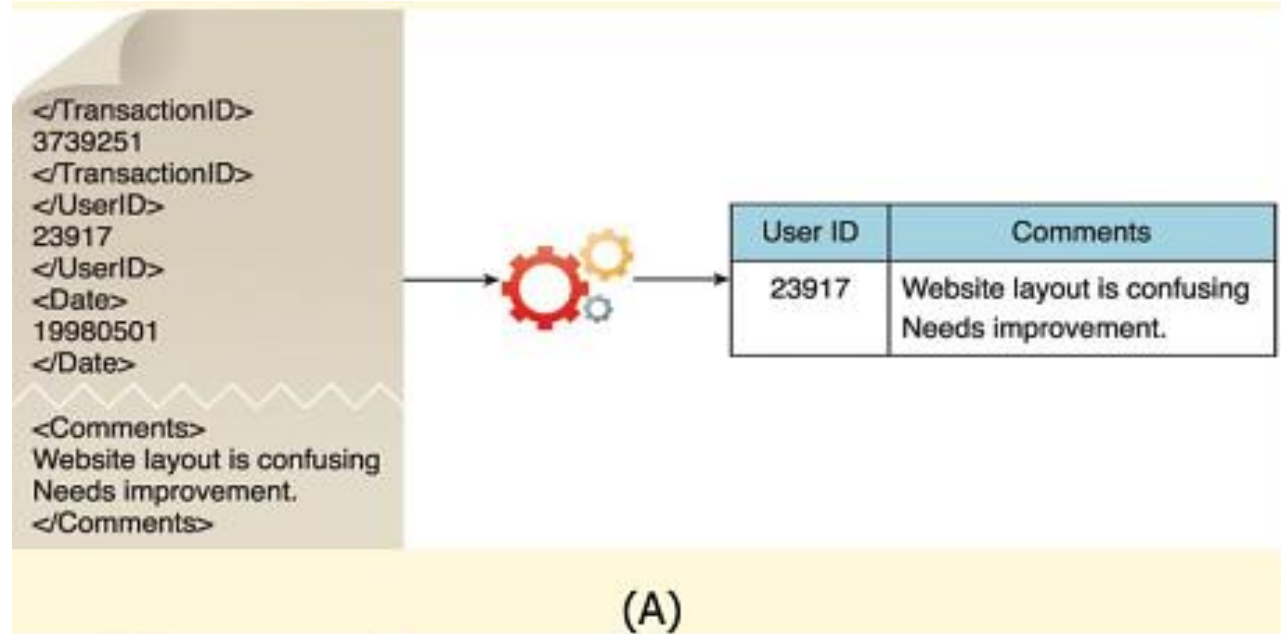 </TransactionID>
3739251
</TransactionID>
</UserID>
23917
</UserID>
<Date>
19980501
</Date>
<Comments>
Website layout is confusing
Needs improvement.
</Comments>
User ID Comments
23917 Website layout is confusing
Needs improvement.
(A)